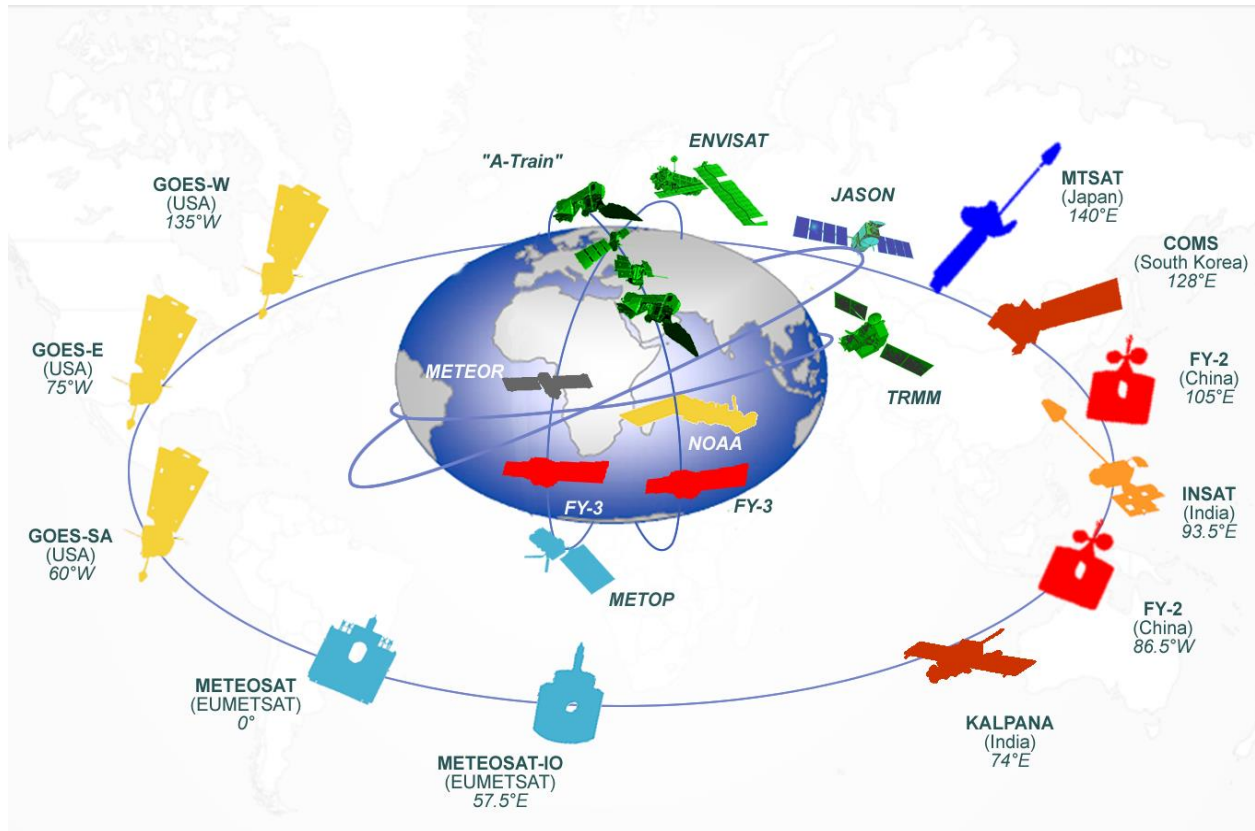 "A-Train"
ENVISAT
JASON
GOES-W
(USA)
135°W
MTSAT
(Japan)
140°E
COMS
(South Korea)
128°E
GOES-E
(USA)
75°W
FY-2
(China)
105°E
METEOR
TRMM
NOAA
INSAT
(India)
93.5°E
FY-3
FY-3
GOES-SA
(USA)
60°W
METOP
FY-2
(China)
86.5°W
METEOSAT
(EUMETSAT)
0°
KALPANA
(India)
74°E
METEOSAT-IO
(EUMETSAT)
57.5°E